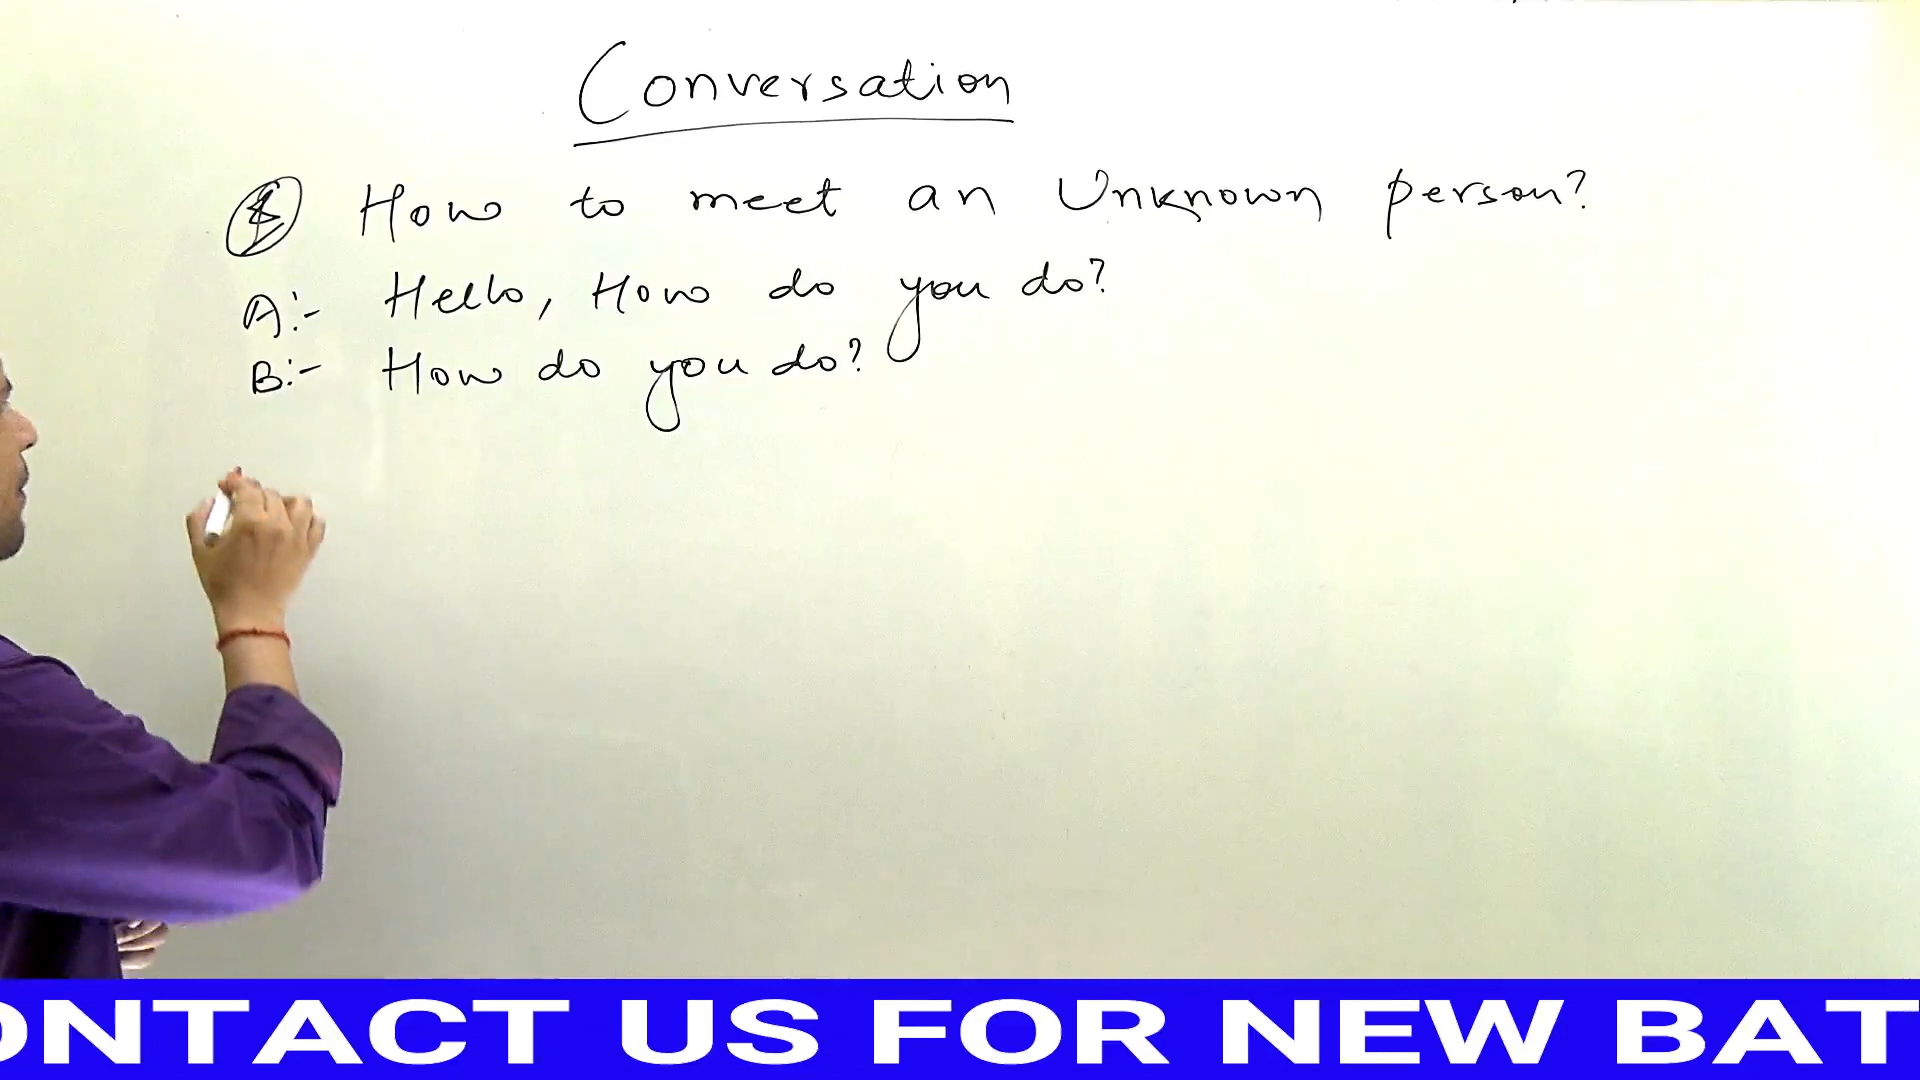 Conversation
How to meet an Unknown person?
A:- Hello, How do you do?
B:- How do you do?
ONTACT US FOR NEW BAT